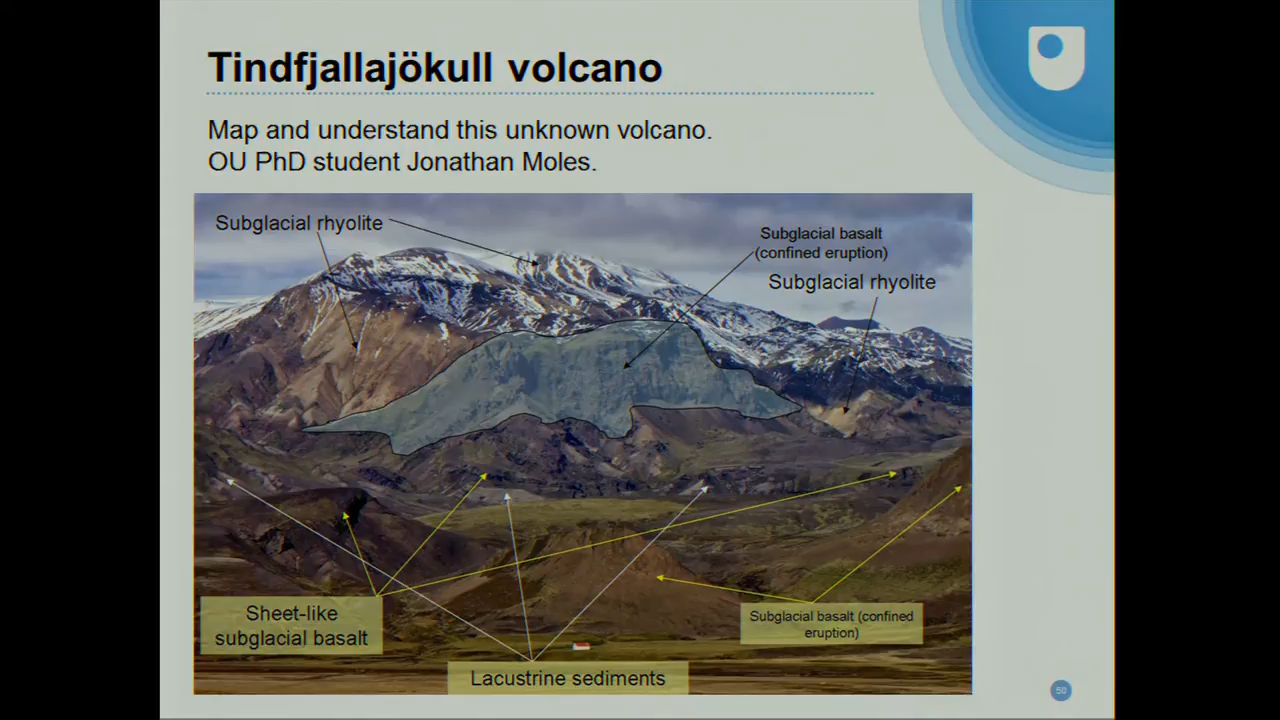 Tindfjallajökull volcano
Map and understand this unknown volcano.
OU PhD student Jonathan Moles.
Subglacial rhyolite
Subglacial basalt
(confined eruption)
Subglacial rhyolite
Sheet-like
subglacial basalt
Subglacial basalt (confined
eruption)
Lacustrine sediments
50